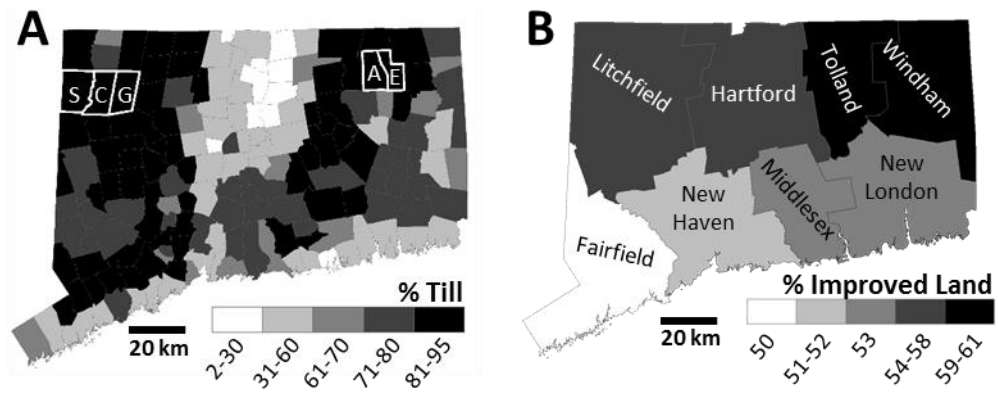 A
S C G
A E
% Till
20 km
2-30
31-60
61-70
71-80
81-95
B
Litchfield
Hartford
Tolland
Windham
New
Haven
Middlesex
New
London
Fairfield
% Improved Land
20 km
50
51-52
53
54-58
59-61